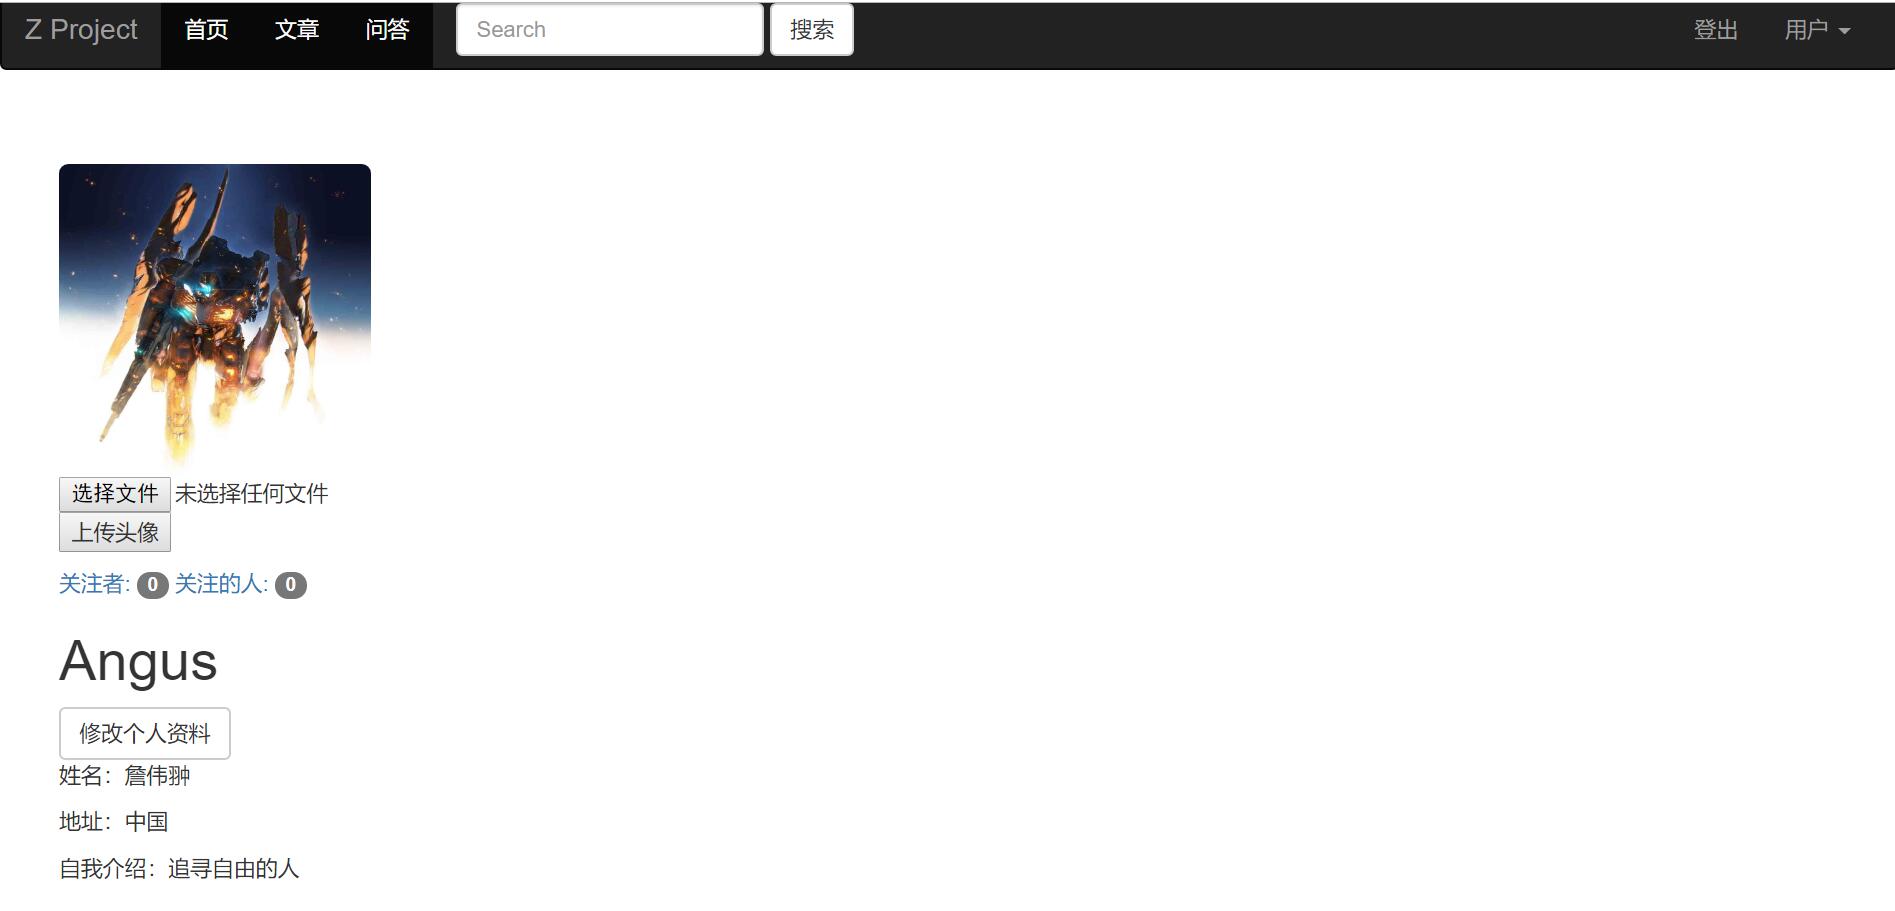 Z Project 首页 文章 问答 Search 搜索 登出 用户
选择文件 未选择任何文件
上传头像
关注者: 0 关注的人: 0
Angus
修改个人资料
姓名：詹伟翀
地址：中国
自我介绍：追寻自由的人